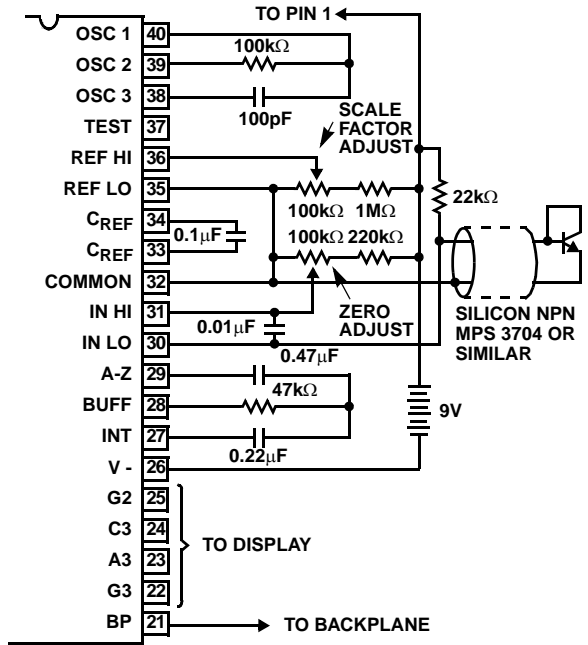 TO PIN 1
OSC 1 40
100kΩ
OSC 2 39
OSC 3 38
100pF
TEST 37
SCALE
FACTOR
ADJUST
REF HI 36
REF LO 35
22kΩ
100kΩ 1MΩ
CREF 34
0.1μF
100kΩ 220kΩ
CREF 33
COMMON 32
ZERO
ADJUST
SILICON NPN
MPS 3704 OR
SIMILAR
IN HI 31
0.01μF
IN LO 30
0.47μF
A-Z 29
47kΩ
BUFF 28
9V
INT 27
0.22μF
V - 26
G2 25
C3 24
TO DISPLAY
A3 23
G3 22
BP 21
TO BACKPLANE